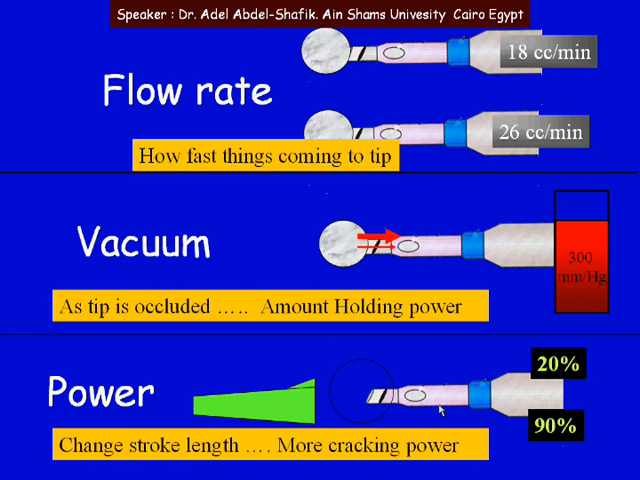 Speaker : Dr. Adel Abdel-Shafik. Ain Shams Univesity Cairo Egypt
18 cc/min
Flow rate
26 cc/min
How fast things coming to tip
Vacuum
300
mm/Hg
As tip is occluded ..... Amount Holding power
20%
Power
90%
Change stroke length .... More cracking power